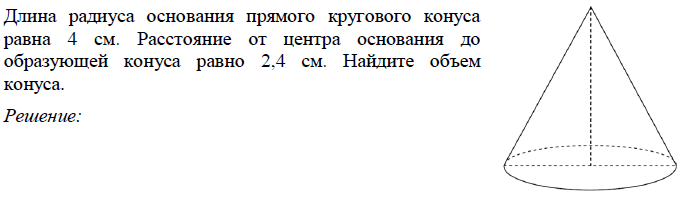 Длина радиуса основания прямого кругового конуса
равна 4 см. Расстояние от центра основания до
образующей конуса равно 2,4 см. Найдите объем
конуса.
Решение: